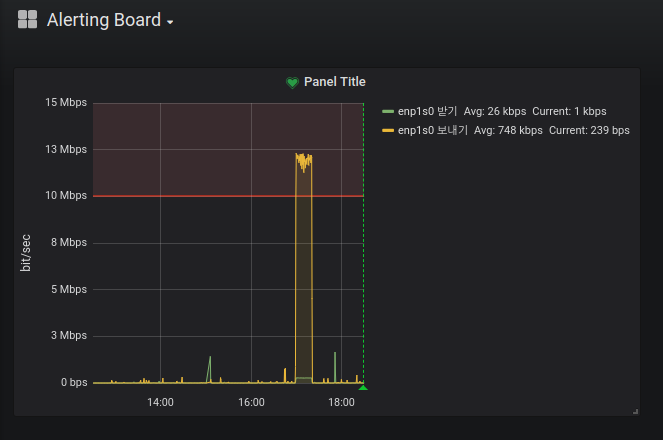 Alerting Board
Panel Title
15 Mbps
13 Mbps
10 Mbps
8 Mbps
5 Mbps
3 Mbps
0 bps
bit/sec
14:00 16:00 18:00
enp1s0 받기 Avg: 26 kbps Current: 1 kbps
enp1s0 보내기 Avg: 748 kbps Current: 239 bps